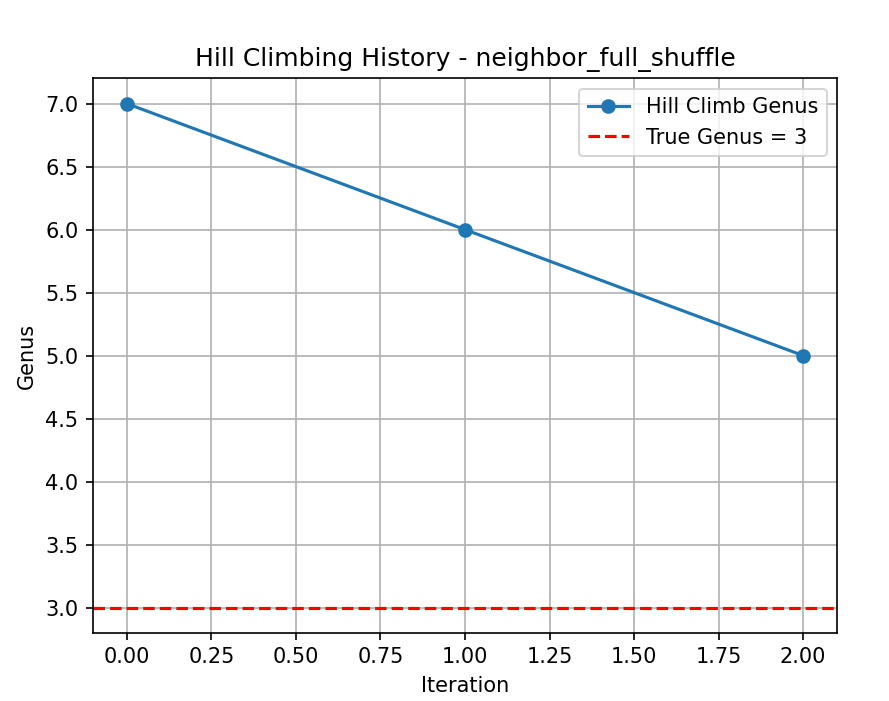 Hill Climbing History - neighbor_full_shuffle
Hill Climb Genus
True Genus = 3
Genus
7.0
6.5
6.0
5.5
5.0
4.5
4.0
3.5
3.0
0.00 0.25 0.50 0.75 1.00 1.25 1.50 1.75 2.00
Iteration